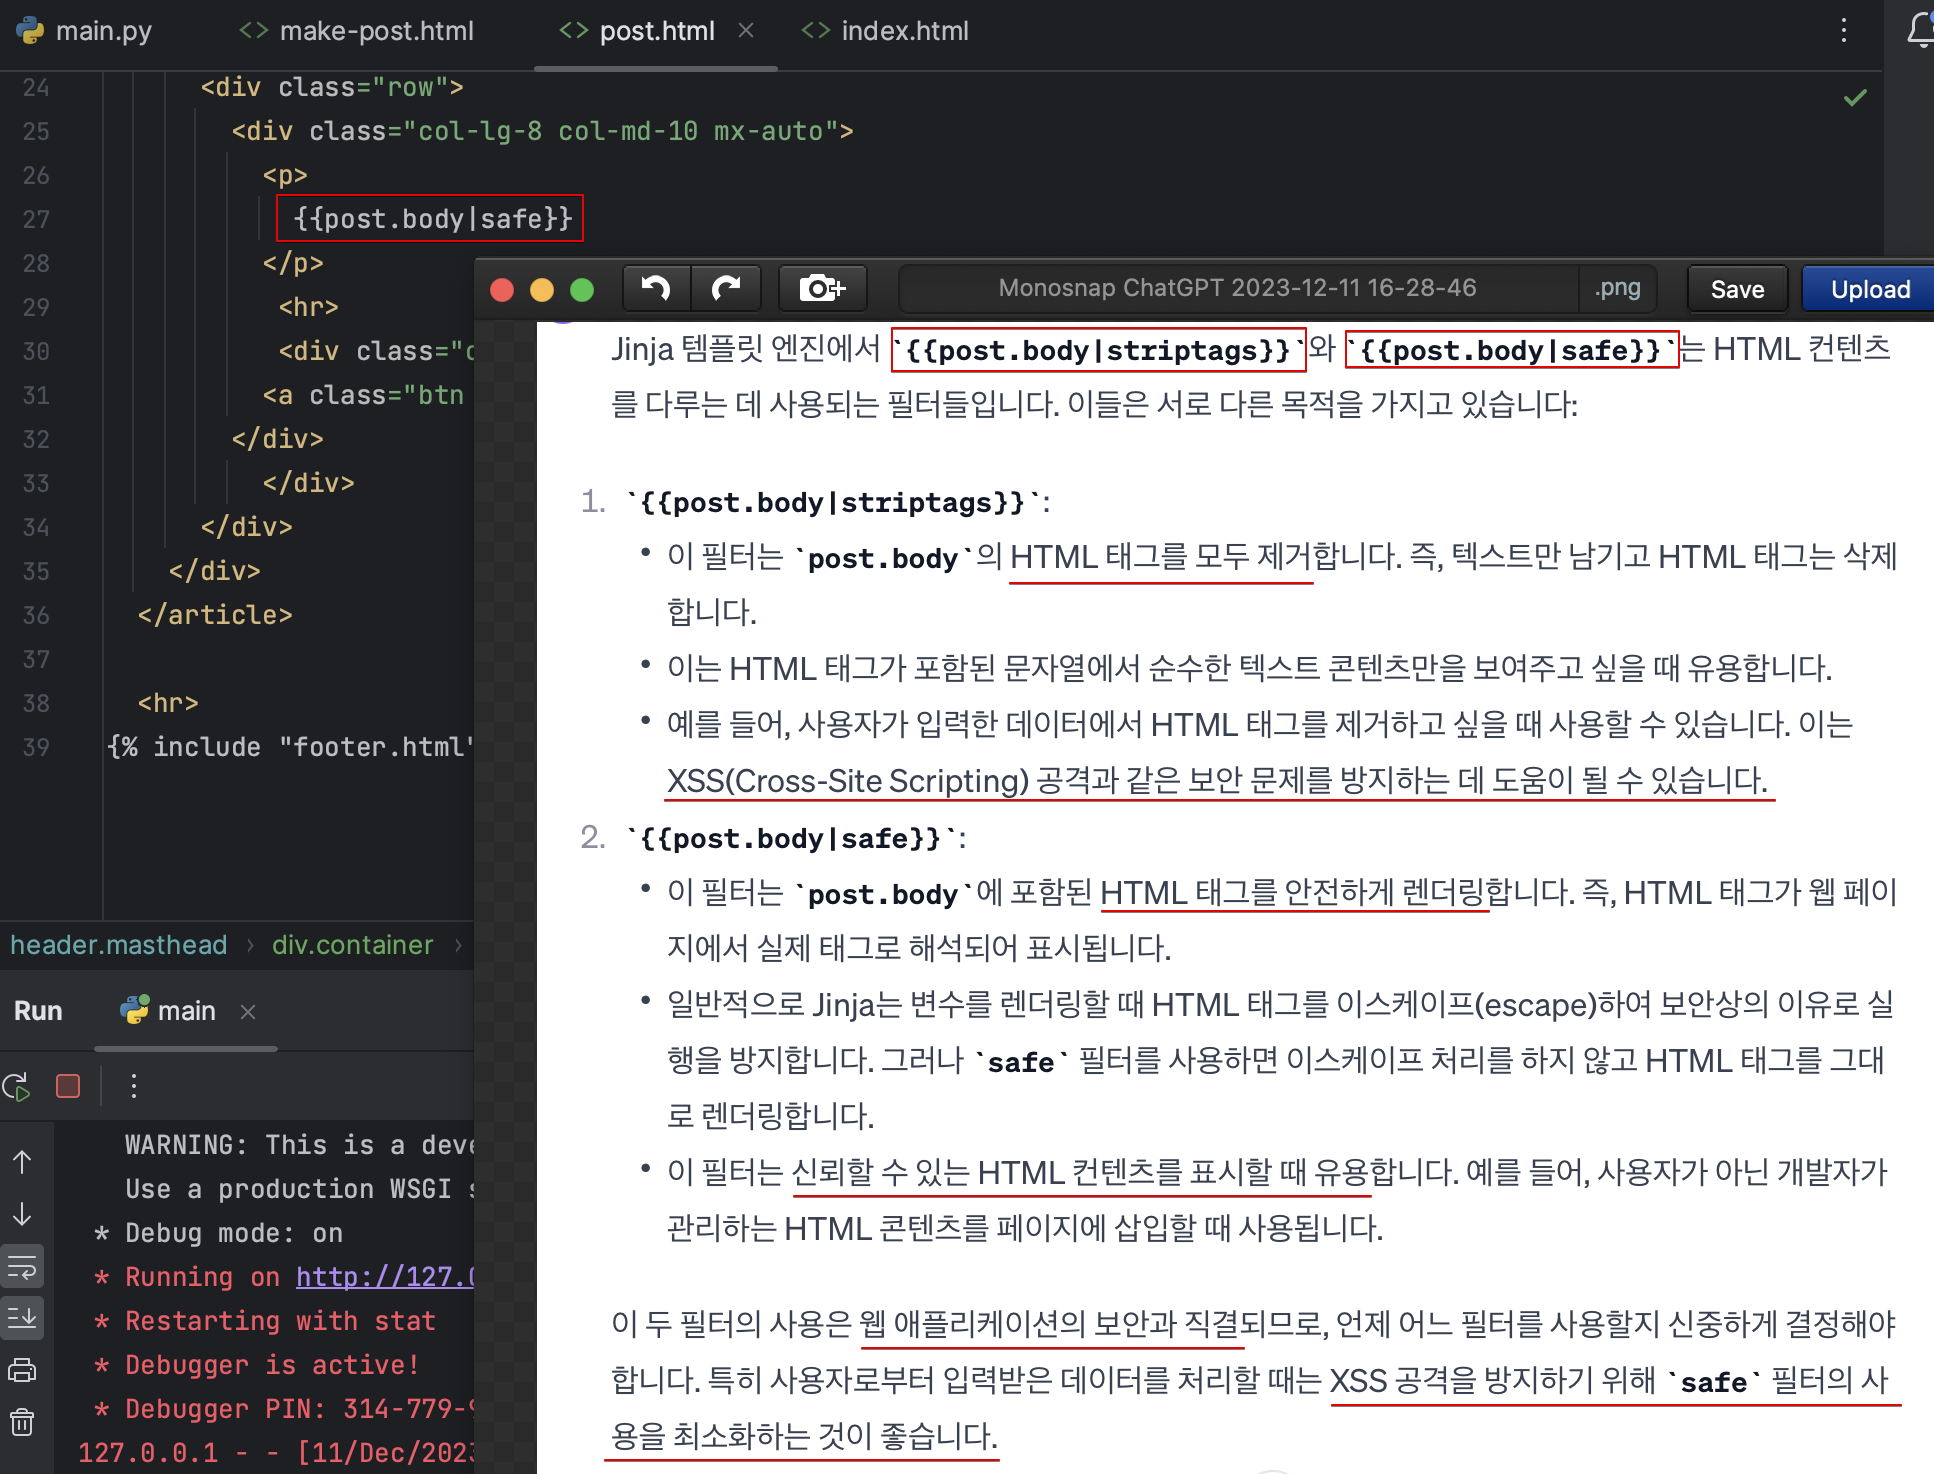 main.py
make-post.html
post.html
index.html
24 <div class="row">
25 <div class="col-lg-8 col-md-10 mx-auto">
26 <p>
27 {{post.body|safe}}
28 </p>
29 <hr>
30 <div class="c
31 <a class="btn
32 </div>
33 </div>
34 </div>
35 </div>
36 </article>
37
38 <hr>
39 {% include "footer.html"
header.masthead › div.container ›
Run
main
WARNING: This is a deve
Use a production WSGI s
* Debug mode: on
* Running on http://127.0
* Restarting with stat
* Debugger is active!
* Debugger PIN: 314-779-9
127.0.0.1 - - [11/Dec/2023
Monosnap ChatGPT 2023-12-11 16-28-46
.png
Save
Upload
Jinja 템플릿 엔진에서 `{{post.body|striptags}}`와 `{{post.body|safe}}`는 HTML 컨텐츠
를 다루는 데 사용되는 필터들입니다. 이들은 서로 다른 목적을 가지고 있습니다:
1. `{{post.body|striptags}}`:
• 이 필터는 `post.body`의 HTML 태그를 모두 제거합니다. 즉, 텍스트만 남기고 HTML 태그는 삭제
합니다.
• 이는 HTML 태그가 포함된 문자열에서 순수한 텍스트 콘텐츠만을 보여주고 싶을 때 유용합니다.
• 예를 들어, 사용자가 입력한 데이터에서 HTML 태그를 제거하고 싶을 때 사용할 수 있습니다. 이는
XSS(Cross-Site Scripting) 공격과 같은 보안 문제를 방지하는 데 도움이 될 수 있습니다.
2. `{{post.body|safe}}`:
• 이 필터는 `post.body`에 포함된 HTML 태그를 안전하게 렌더링합니다. 즉, HTML 태그가 웹 페이
지에서 실제 태그로 해석되어 표시됩니다.
• 일반적으로 Jinja는 변수를 렌더링할 때 HTML 태그를 이스케이프(escape)하여 보안상의 이유로 실
행을 방지합니다. 그러나 `safe` 필터를 사용하면 이스케이프 처리를 하지 않고 HTML 태그를 그대
로 렌더링합니다.
• 이 필터는 신뢰할 수 있는 HTML 컨텐츠를 표시할 때 유용합니다. 예를 들어, 사용자가 아닌 개발자가
관리하는 HTML 콘텐츠를 페이지에 삽입할 때 사용됩니다.
이 두 필터의 사용은 웹 애플리케이션의 보안과 직결되므로, 언제 어느 필터를 사용할지 신중하게 결정해야
합니다. 특히 사용자로부터 입력받은 데이터를 처리할 때는 XSS 공격을 방지하기 위해 `safe` 필터의 사
용을 최소화하는 것이 좋습니다.